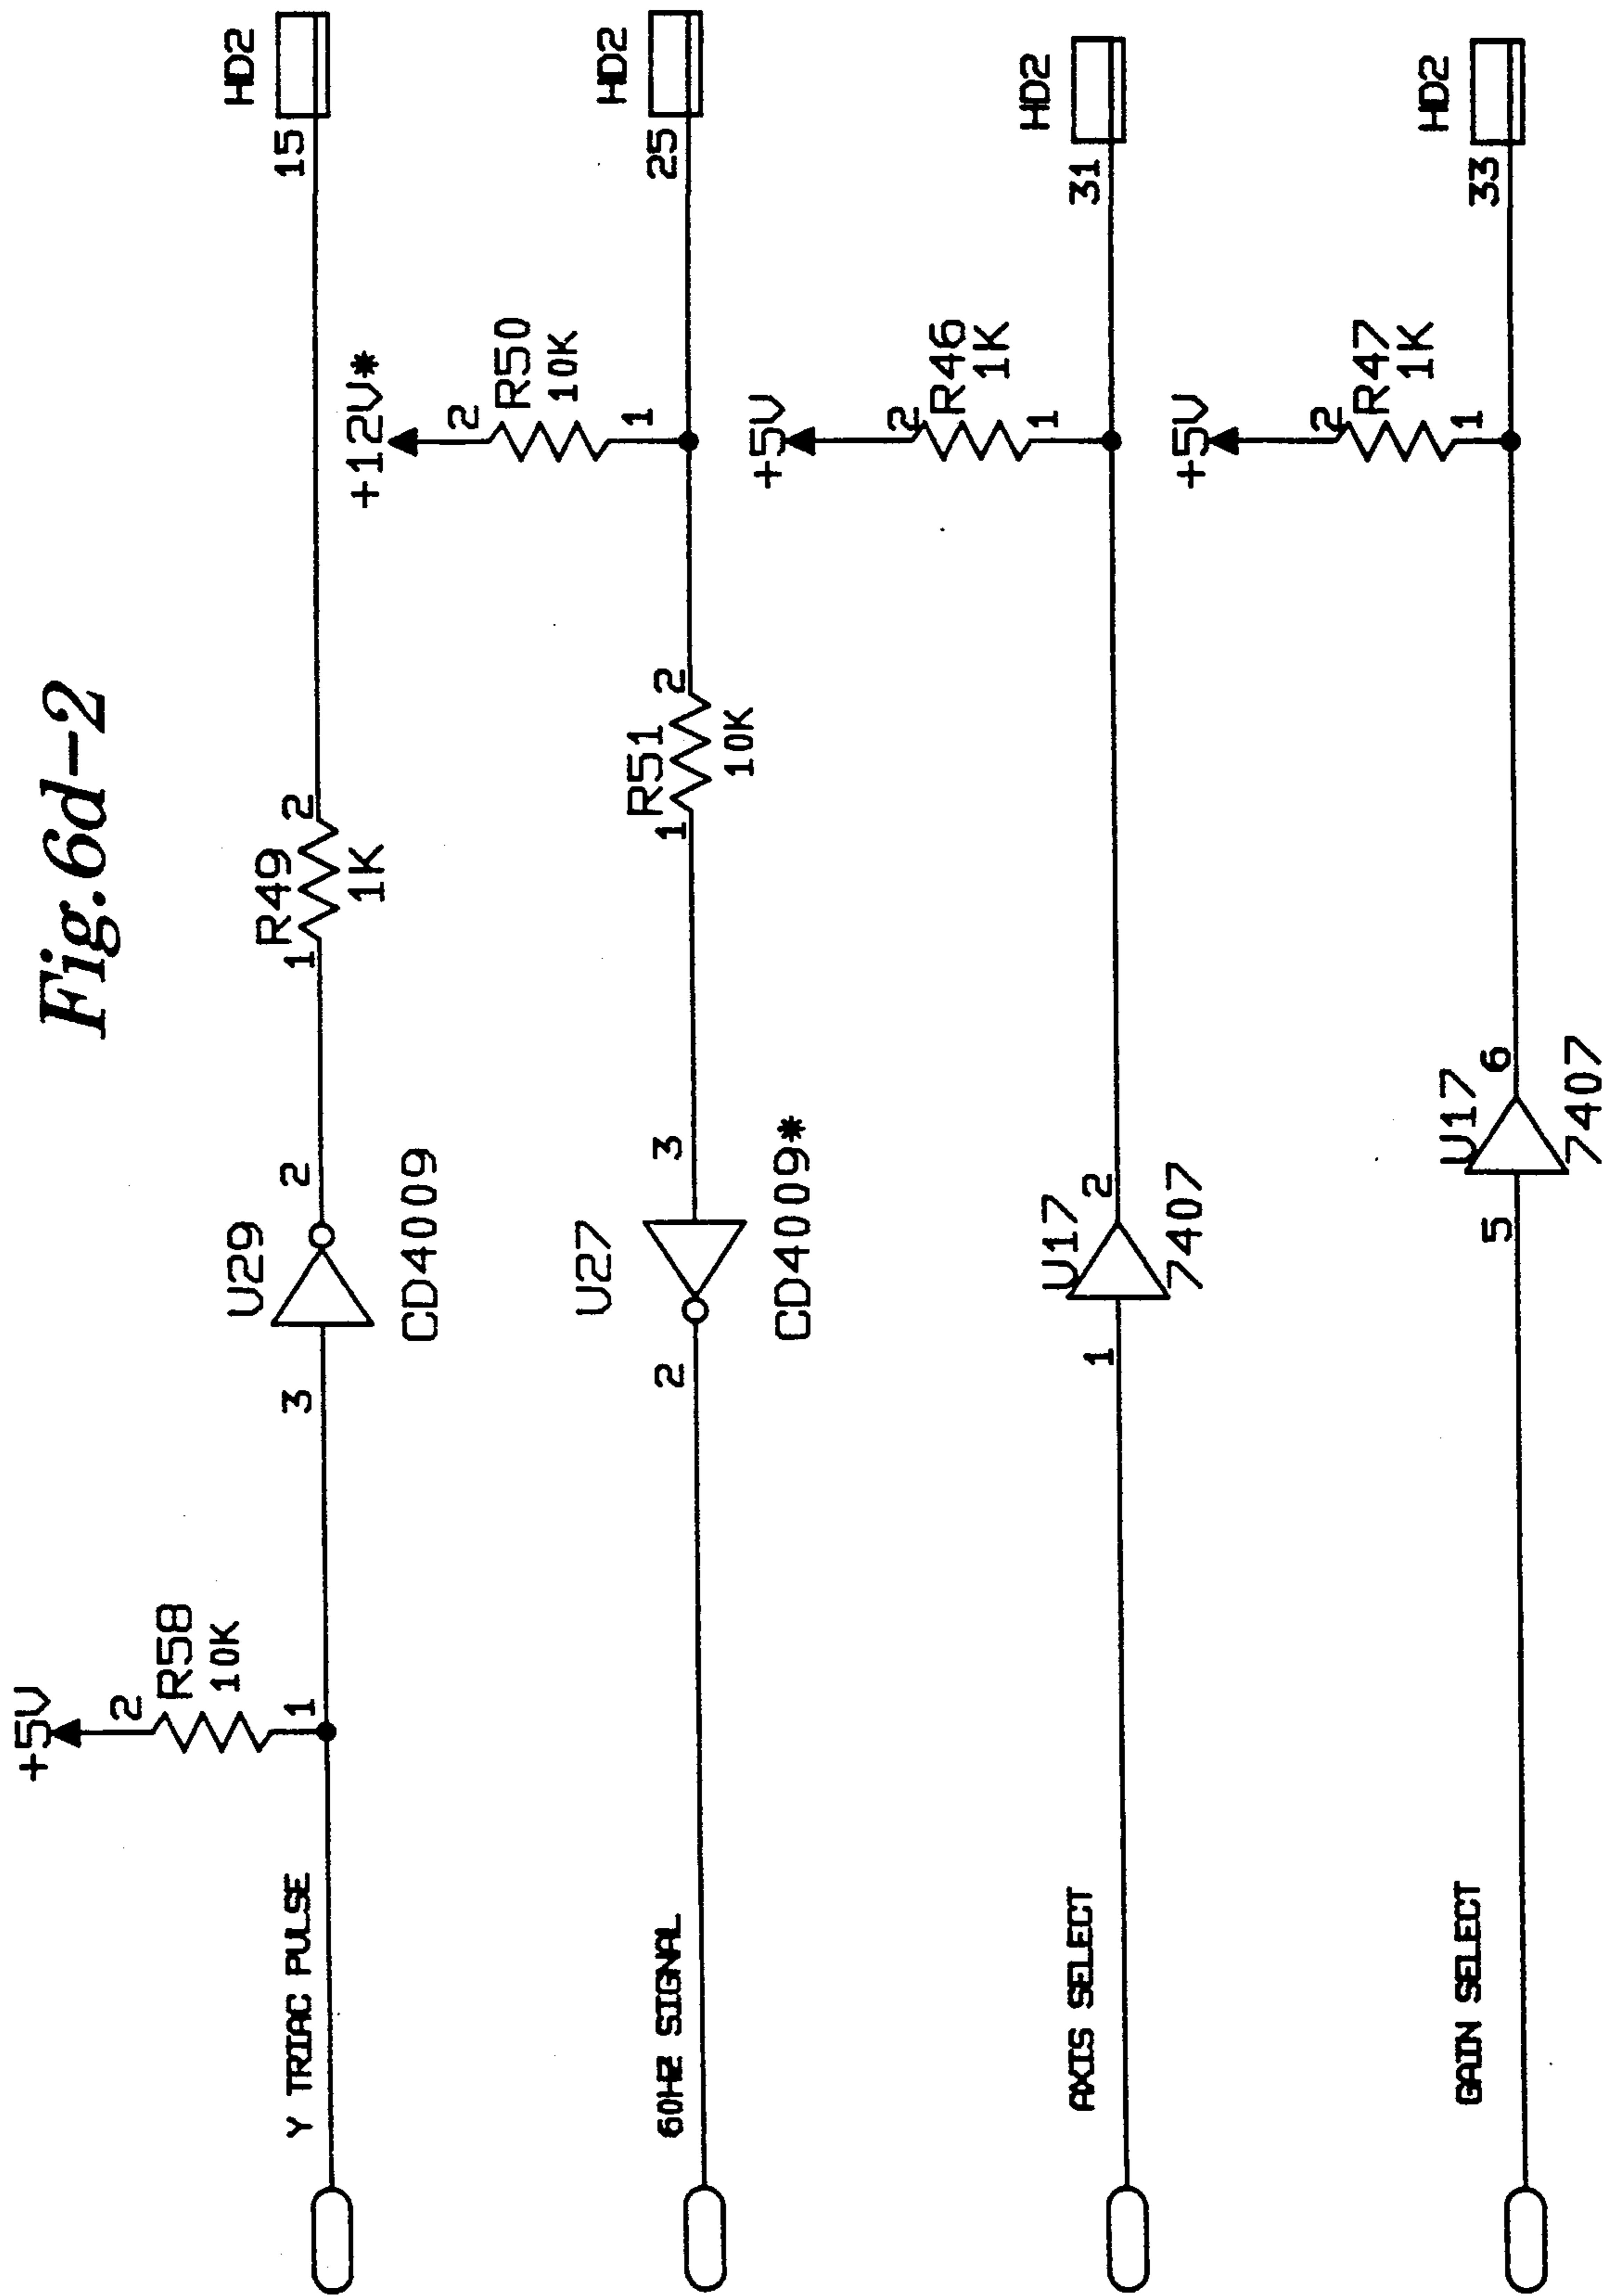 Fig.6d-2
+5V
2
R58
10K
1
Y TRIAC PULSE
3
U29
CD4009
2
1
R49
1K
2
15
HD2
+12V*
2
R50
10K
1
60HZ SIGNAL
2
U27
CD4009*
3
1
R51
10K
2
25
HD2
+5V
2
R46
1K
1
AXIS SELECT
1
U17
7407
2
31
HD2
+5V
2
R47
1K
1
GAIN SELECT
5
U17
7407
6
33
HD2